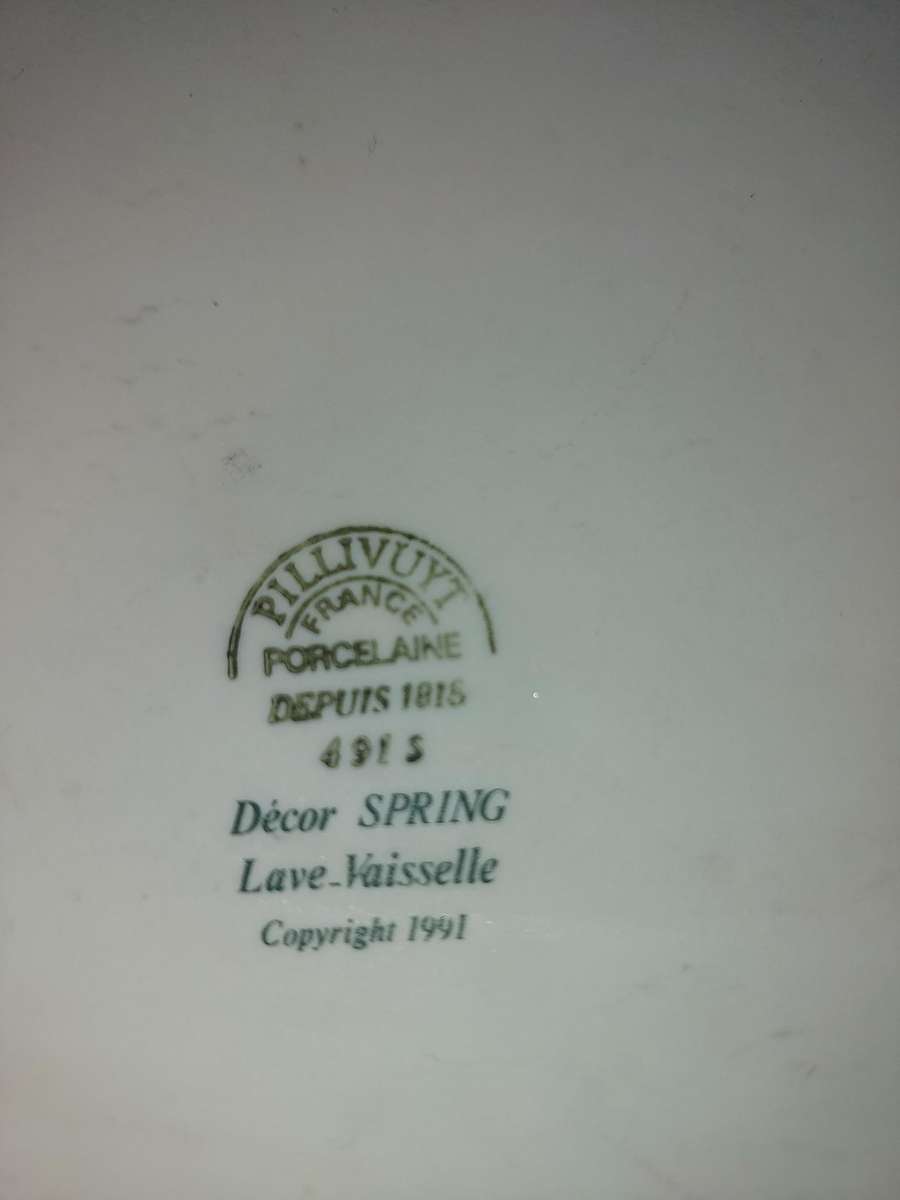 PILLIVUYT
FRANCE
PORCELAINE
DEPUIS 1818
491 S
Décor SPRING
Lave-Vaisselle
Copyright 1991